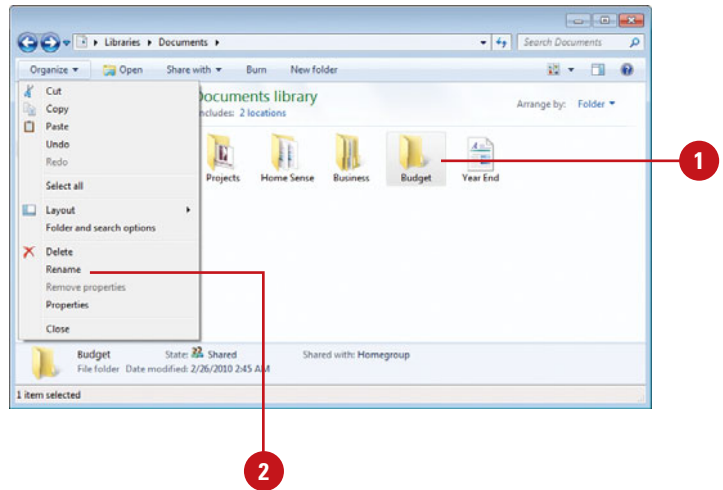 Libraries Documents
Search Documents
Organize Open Share with Burn New folder
Cut
Copy
Paste
Undo
Redo
Select all
Layout
Folder and search options
Delete
Rename
Remove properties
Properties
Close
ocuments library
ncludes: 2 locations
Arrange by: Folder
Projects Home Sense Business Budget Year End
1
Budget State: Shared Shared with: Homegroup
File folder Date modified: 2/26/2010 2:45 AM
1 item selected
2